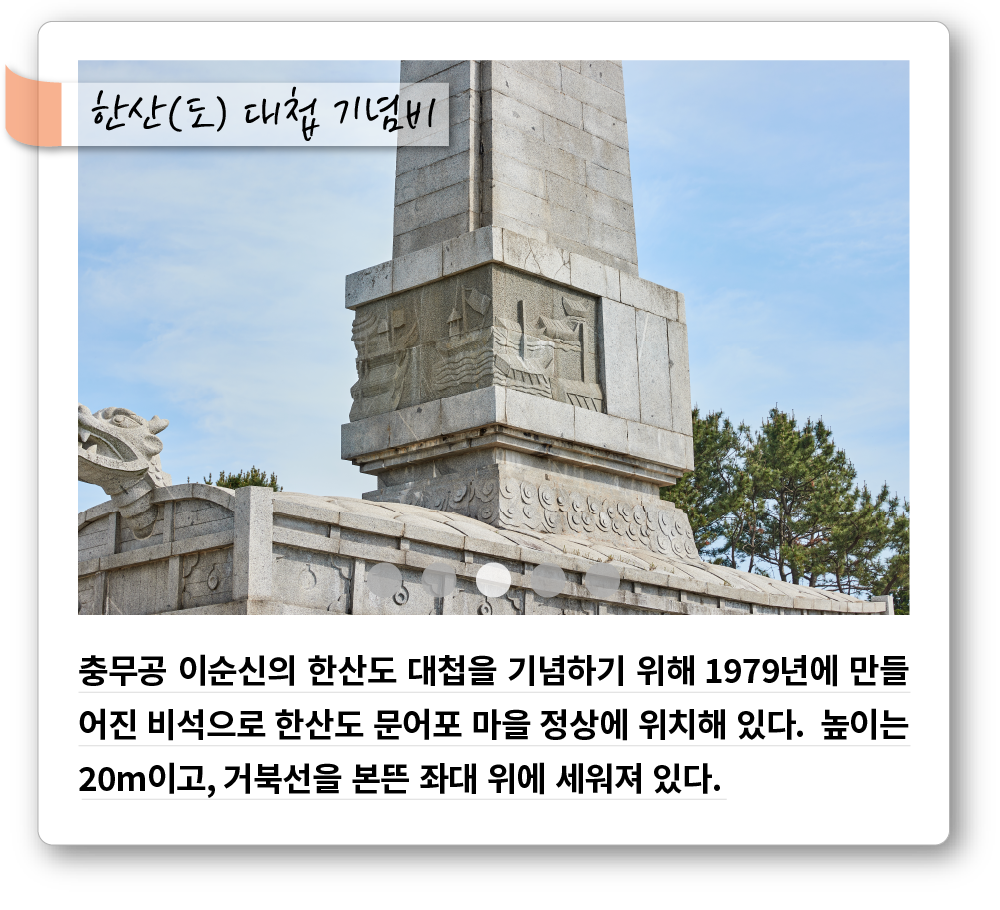 한산(도) 대첩 기념비
충무공 이순신의 한산도 대첩을 기념하기 위해 1979년에 만들
어진 비석으로 한산도 문어포 마을 정상에 위치해 있다. 높이는
20m이고, 거북선을 본뜬 좌대 위에 세워져 있다.